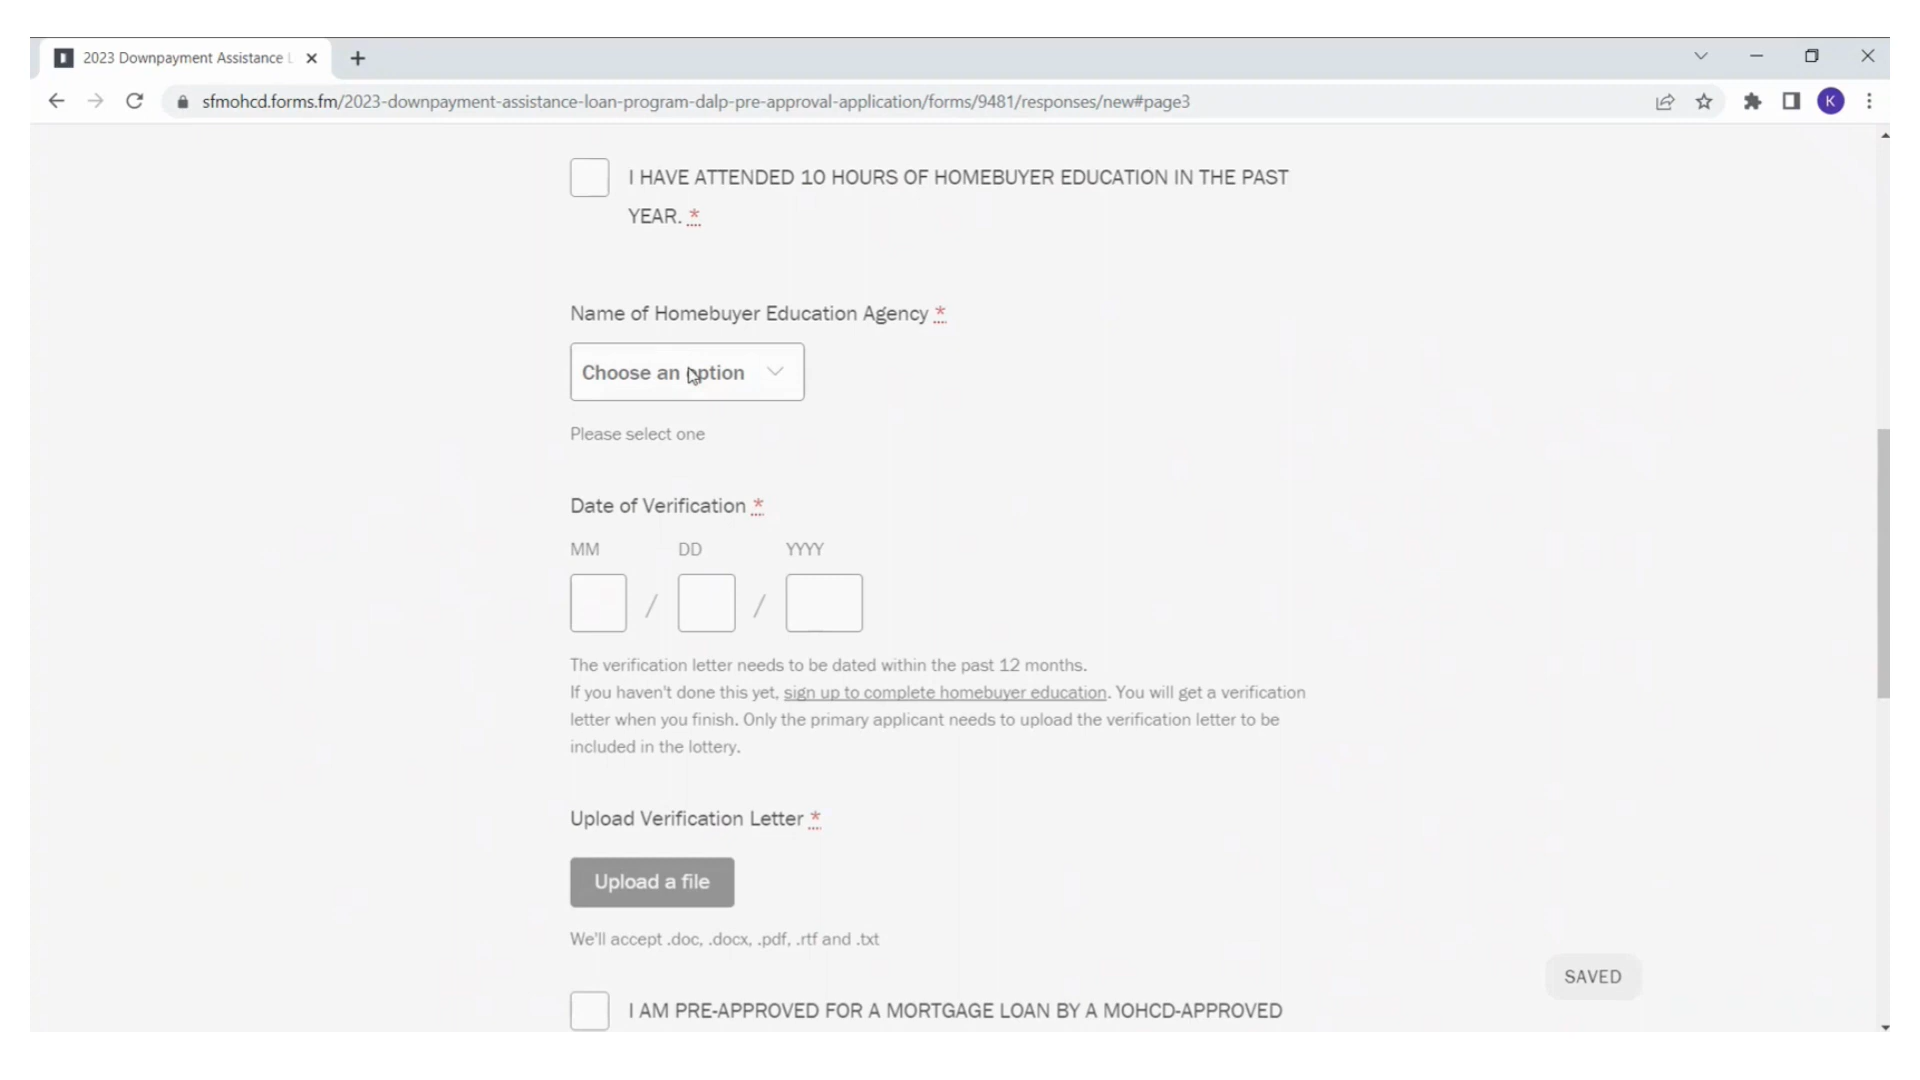 2023 Downpayment Assistance L
sfmohcd.forms.fm/2023-downpayment-assistance-loan-program-dalp-pre-approval-application/forms/9481/responses/new#page3
K
I HAVE ATTENDED 10 HOURS OF HOMEBUYER EDUCATION IN THE PAST
YEAR. *
Name of Homebuyer Education Agency *
Choose an option
Please select one
Date of Verification *
MM DD YYYY
/ /
The verification letter needs to be dated within the past 12 months.
If you haven't done this yet, sign up to complete homebuyer education. You will get a verification
letter when you finish. Only the primary applicant needs to upload the verification letter to be
included in the lottery.
Upload Verification Letter *
Upload a file
We'll accept .doc, .docx, .pdf, .rtf and .txt
SAVED
I AM PRE-APPROVED FOR A MORTGAGE LOAN BY A MOHCD-APPROVED